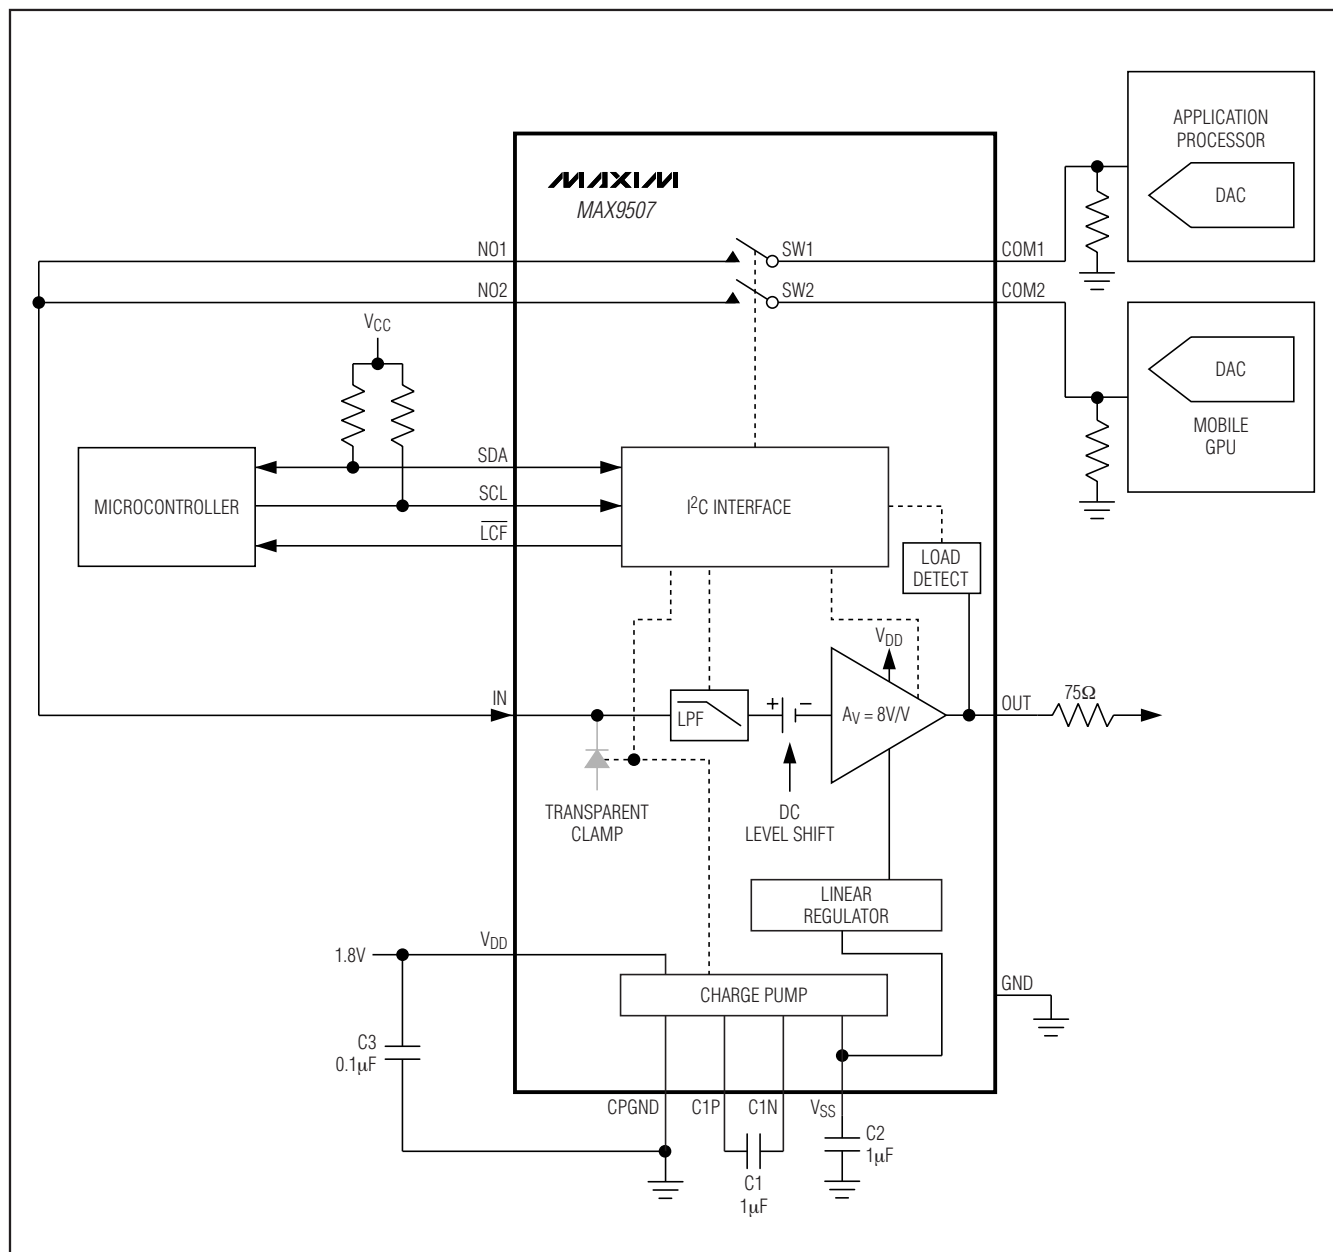 APPLICATION
PROCESSOR
DAC
MAXIM
MAX9507
NO1
SW1
COM1
NO2
SW2
COM2
VCC
DAC
MOBILE
GPU
SDA
MICROCONTROLLER
SCL
I²C INTERFACE
LCF
LOAD
DETECT
VDD
IN
LPF
+
−
AV = 8V/V
OUT
75Ω
TRANSPARENT
CLAMP
DC
LEVEL SHIFT
LINEAR
REGULATOR
1.8V
VDD
CHARGE PUMP
GND
C3
0.1µF
CPGND
C1P
C1N
VSS
C2
1µF
C1
1µF